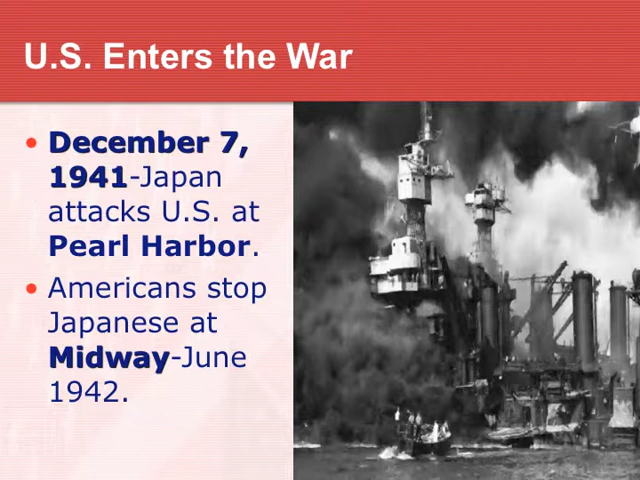 U.S. Enters the War
• December 7,
1941-Japan
attacks U.S. at
Pearl Harbor.
• Americans stop
Japanese at
Midway-June
1942.